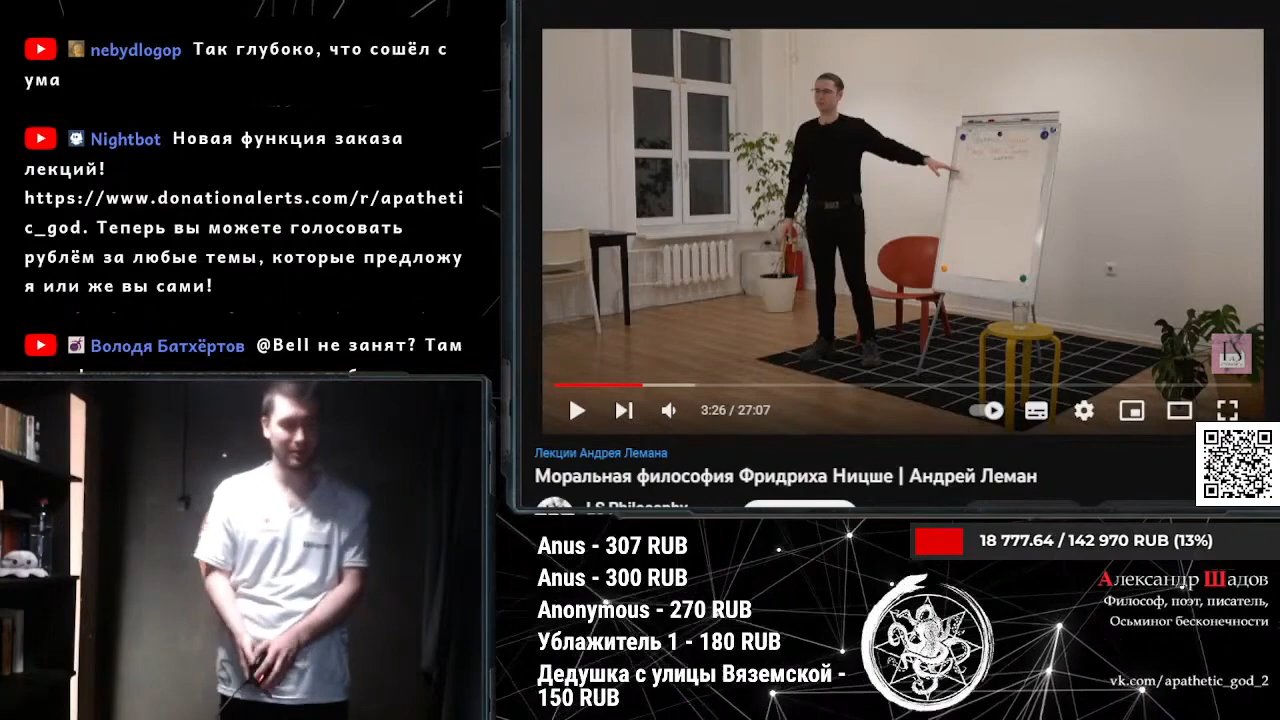 nebydlogop Так глубоко, что сошёл с
ума
Nightbot Новая функция заказа
лекций!
https://www.donationalerts.com/r/apatheti
c_god. Теперь вы можете голосовать
рублём за любые темы, которые предложу
я или же вы сами!
Володя Батхёртов @Bell не занят? Там
3:26 / 27:07
LS
Лекции Андрея Лемана
Моральная философия Фридриха Ницше | Андрей Леман
LS Philosophy
Anus - 307 RUB
Anus - 300 RUB
Anonymous - 270 RUB
Ублажитель 1 - 180 RUB
Дедушка с улицы Вяземской -
150 RUB
18 777.64 / 142 970 RUB (13%)
Александр Шадов
Философ, поэт, писатель,
Осьминог бесконечности
vk.com/apathetic_god_2